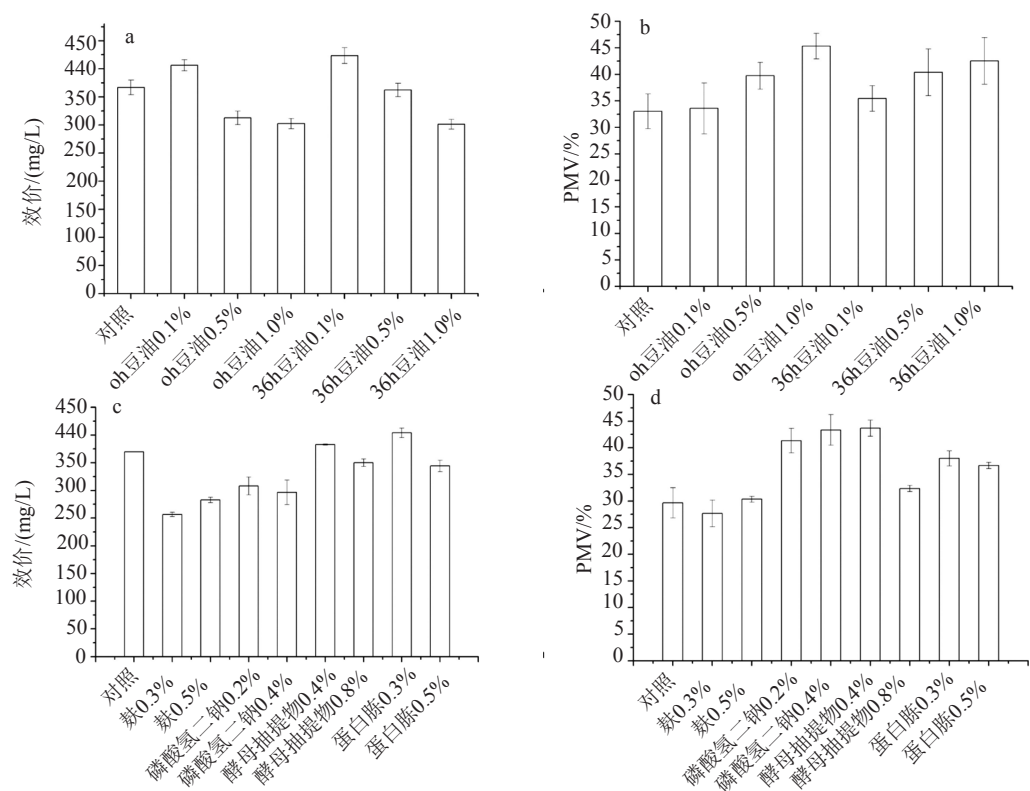 a
450
440
350
300
300
200
150
100
50
0
效价/(mg/L)
对照
oh豆油0.1%
oh豆油0.5%
oh豆油1.0%
36h豆油0.1%
36h豆油0.5%
36h豆油1.0%
b
50
45
40
35
30
25
20
15
10
5
0
PMV/%
对照
oh豆油0.1%
oh豆油0.5%
oh豆油1.0%
36h豆油0.1%
36h豆油0.5%
36h豆油1.0%
c
450
440
350
300
250
250
150
100
50
0
效价/(mg/L)
对照
麸0.3%
麸0.5%
磷酸氢二钠0.2%
磷酸氢二钠0.4%
酵母抽提物0.4%
酵母抽提物0.8%
蛋白胨0.3%
蛋白胨0.5%
d
50
45
40
35
30
25
20
15
10
5
0
PMV/%
对照
麸0.3%
麸0.5%
磷酸氢二钠0.2%
磷酸氢二钠0.4%
酵母抽提物0.4%
酵母抽提物0.8%
蛋白胨0.3%
蛋白胨0.5%